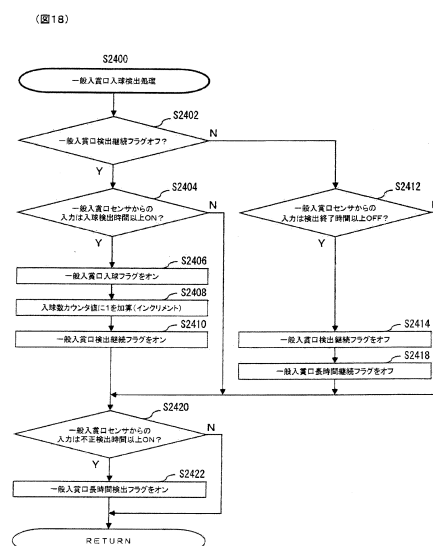 (図18)
S2400
一般入賞口入球検出処理
S2402
一般入賞口検出継続フラグオフ?
N
Y
S2404
一般入賞口センサからの
入力は入球検出時間以上ON?
N
Y
S2412
一般入賞口センサからの
入力は検出終了時間以上OFF?
Y
S2406
一般入賞口入球フラグをオン
S2408
入球数カウンタ値に1を加算(インクリメント)
S2410
一般入賞口検出継続フラグをオン
S2414
一般入賞口検出継続フラグをオフ
S2418
一般入賞口長時間継続フラグをオフ
S2420
一般入賞口センサからの
入力は不正検出時間以上ON?
N
Y
S2422
一般入賞口長時間検出フラグをオン
RETURN